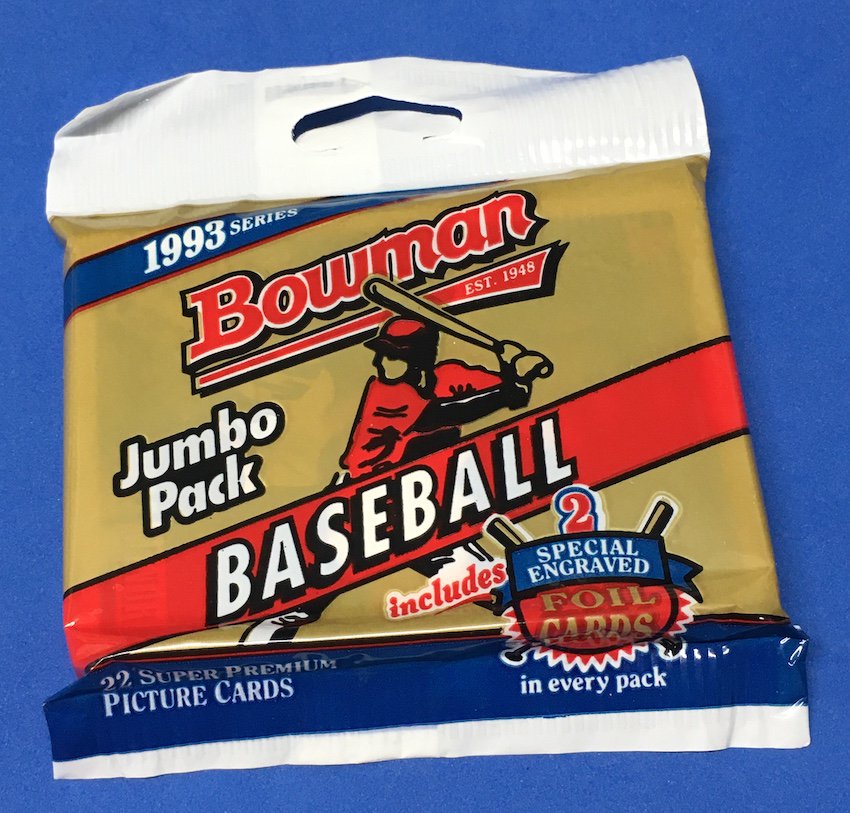 1993 SERIES
Bowman
EST. 1948
Jumbo
Pack
BASEBALL
includes
2
SPECIAL
ENGRAVED
FOIL
CARDS
in every pack
22 SUPER PREMIUM
PICTURE CARDS